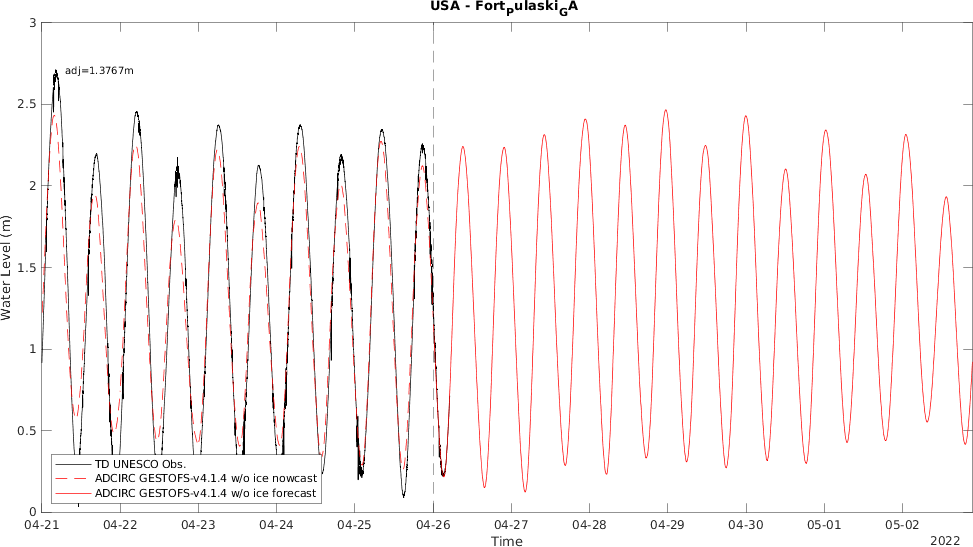 USA - FortPulaskiGA
adj=1.3767m
Water Level (m)
3
2.5
2
1.5
1
0.5
0
TD UNESCO Obs.
ADCIRC GESTOFS-v4.1.4 w/o ice nowcast
ADCIRC GESTOFS-v4.1.4 w/o ice forecast
04-21 04-22 04-23 04-24 04-25 04-26 04-27 04-28 04-29 04-30 05-01 05-02
Time
2022